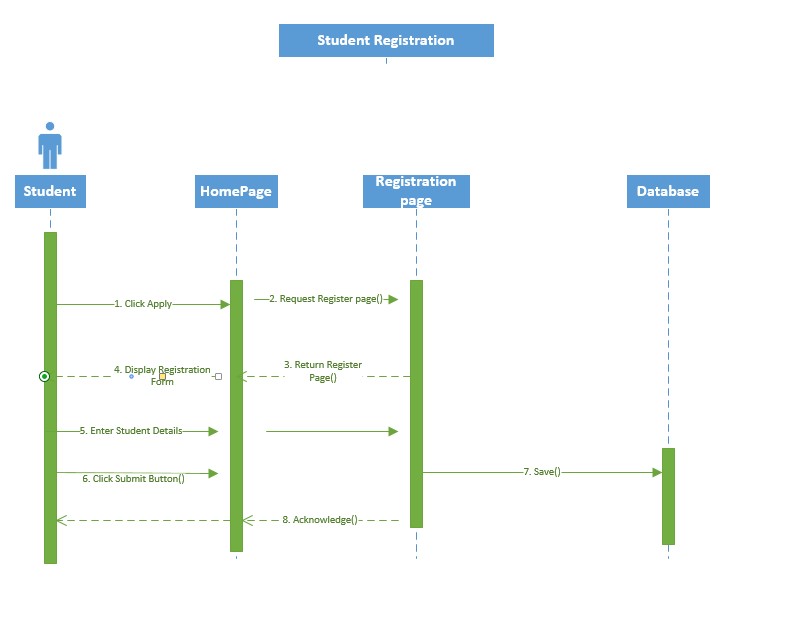 Student Registration
Student
HomePage
Registration
page
Database
1. Click Apply
2. Request Register page()
3. Return Register
Page()
4. Display Registration
Form
5. Enter Student Details
6. Click Submit Button()
7. Save()
8. Acknowledge()